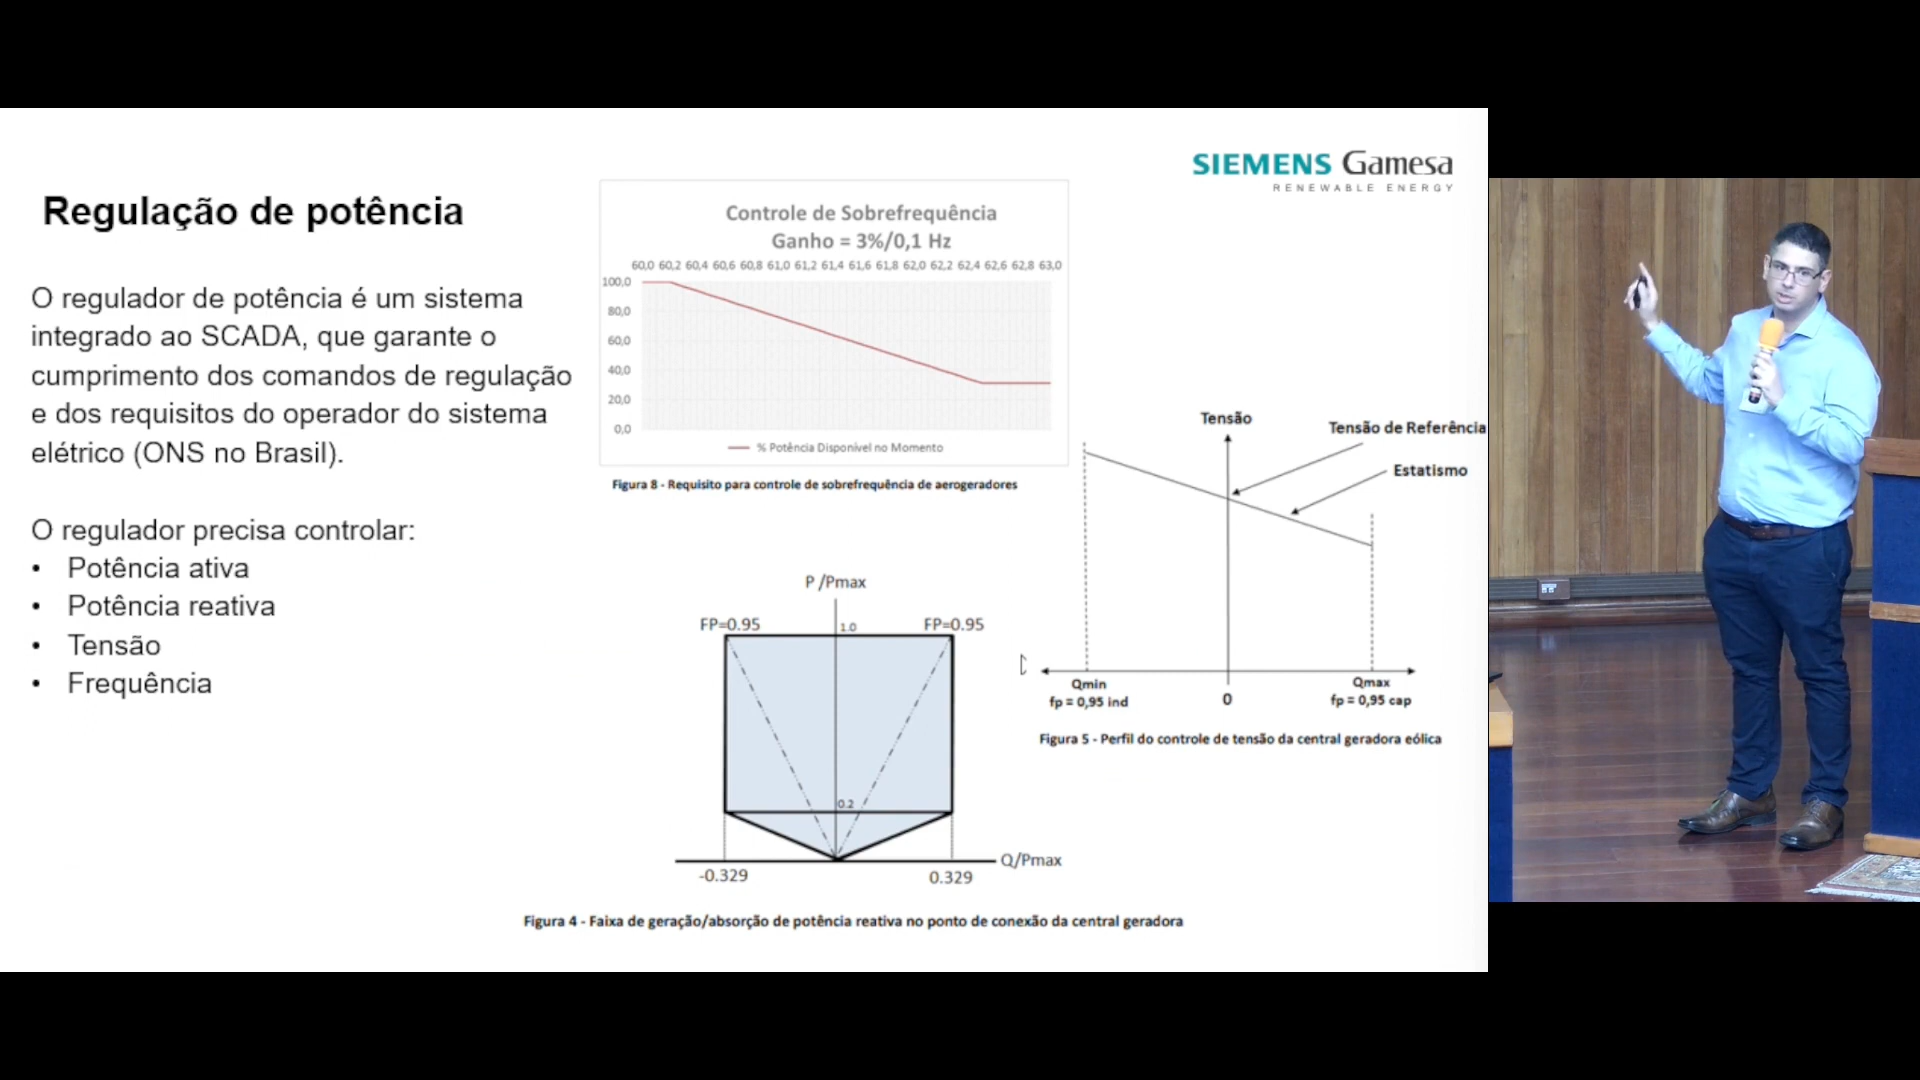 SIEMENS Gamesa
RENEWABLE ENERGY
Regulação de potência
O regulador de potência é um sistema
integrado ao SCADA, que garante o
cumprimento dos comandos de regulação
e dos requisitos do operador do sistema
elétrico (ONS no Brasil).
O regulador precisa controlar:
• Potência ativa
• Potência reativa
• Tensão
• Frequência
Controle de Sobrefrequência
Ganho = 3%/0,1 Hz
60,0 60,2 60,4 60,6 60,8 61,0 61,2 61,4 61,6 61,8 62,0 62,2 62,4 62,6 62,8 63,0
100,0
80,0
60,0
40,0
20,0
0,0
% Potência Disponível no Momento
Figura 8 - Requisito para controle de sobrefrequência de aerogeradores
Tensão
Tensão de Referência
Estatismo
Qmin
fp = 0,95 ind
0
Qmax
fp = 0,95 cap
Figura 5 - Perfil do controle de tensão da central geradora eólica
P /Pmax
FP=0.95
1.0
FP=0.95
0.2
Q/Pmax
-0.329
0.329
Figura 4 - Faixa de geração/absorção de potência reativa no ponto de conexão da central geradora